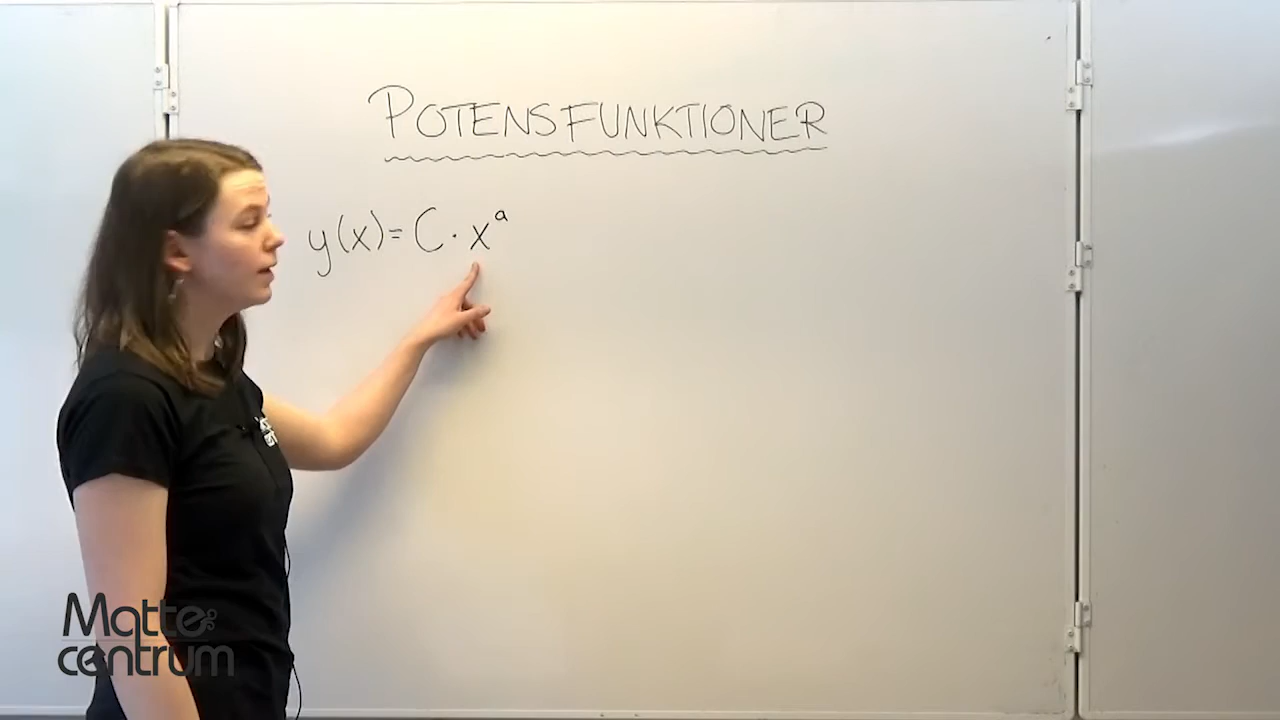 POTENSFUNKTIONER
y(x) = C · xᵃ
Matte
centrum